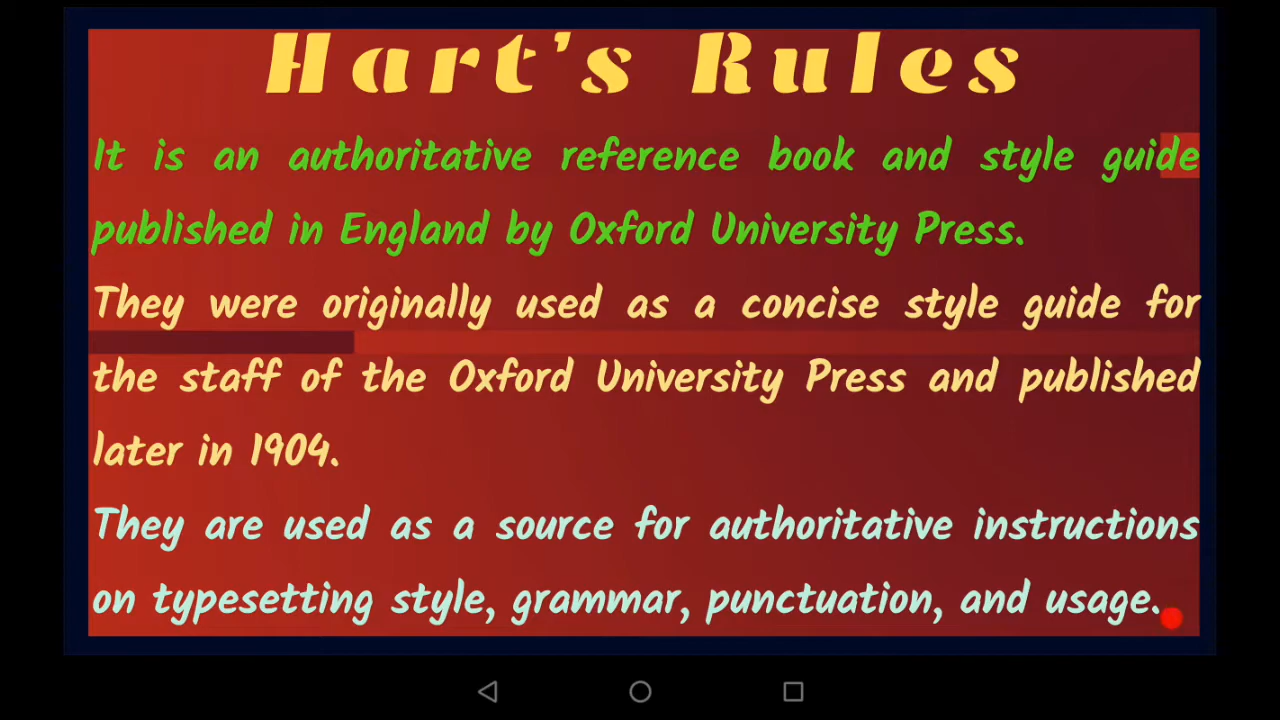 Hart's Rules
It is an authoritative reference book and style guide
published in England by Oxford University Press.
They were originally used as a concise style guide for
the staff of the Oxford University Press and published
later in 1904.
They are used as a source for authoritative instructions
on typesetting style, grammar, punctuation, and usage.